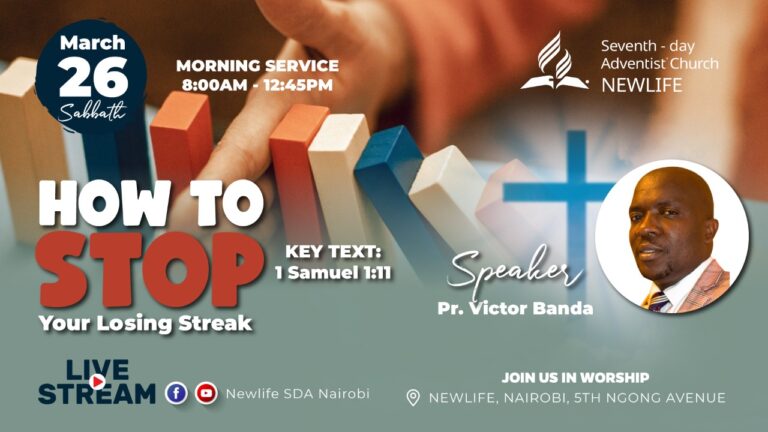 March
26
Sabbath
MORNING SERVICE
8:00AM - 12:45PM
Seventh - day
Adventist Church
NEWLIFE
HOW TO
STOP
Your Losing Streak
KEY TEXT:
1 Samuel 1:11
Speaker
Pr. Victor Banda
LIVE
STREAM
Newlife SDA Nairobi
JOIN US IN WORSHIP
NEWLIFE, NAIROBI, 5TH NGONG AVENUE